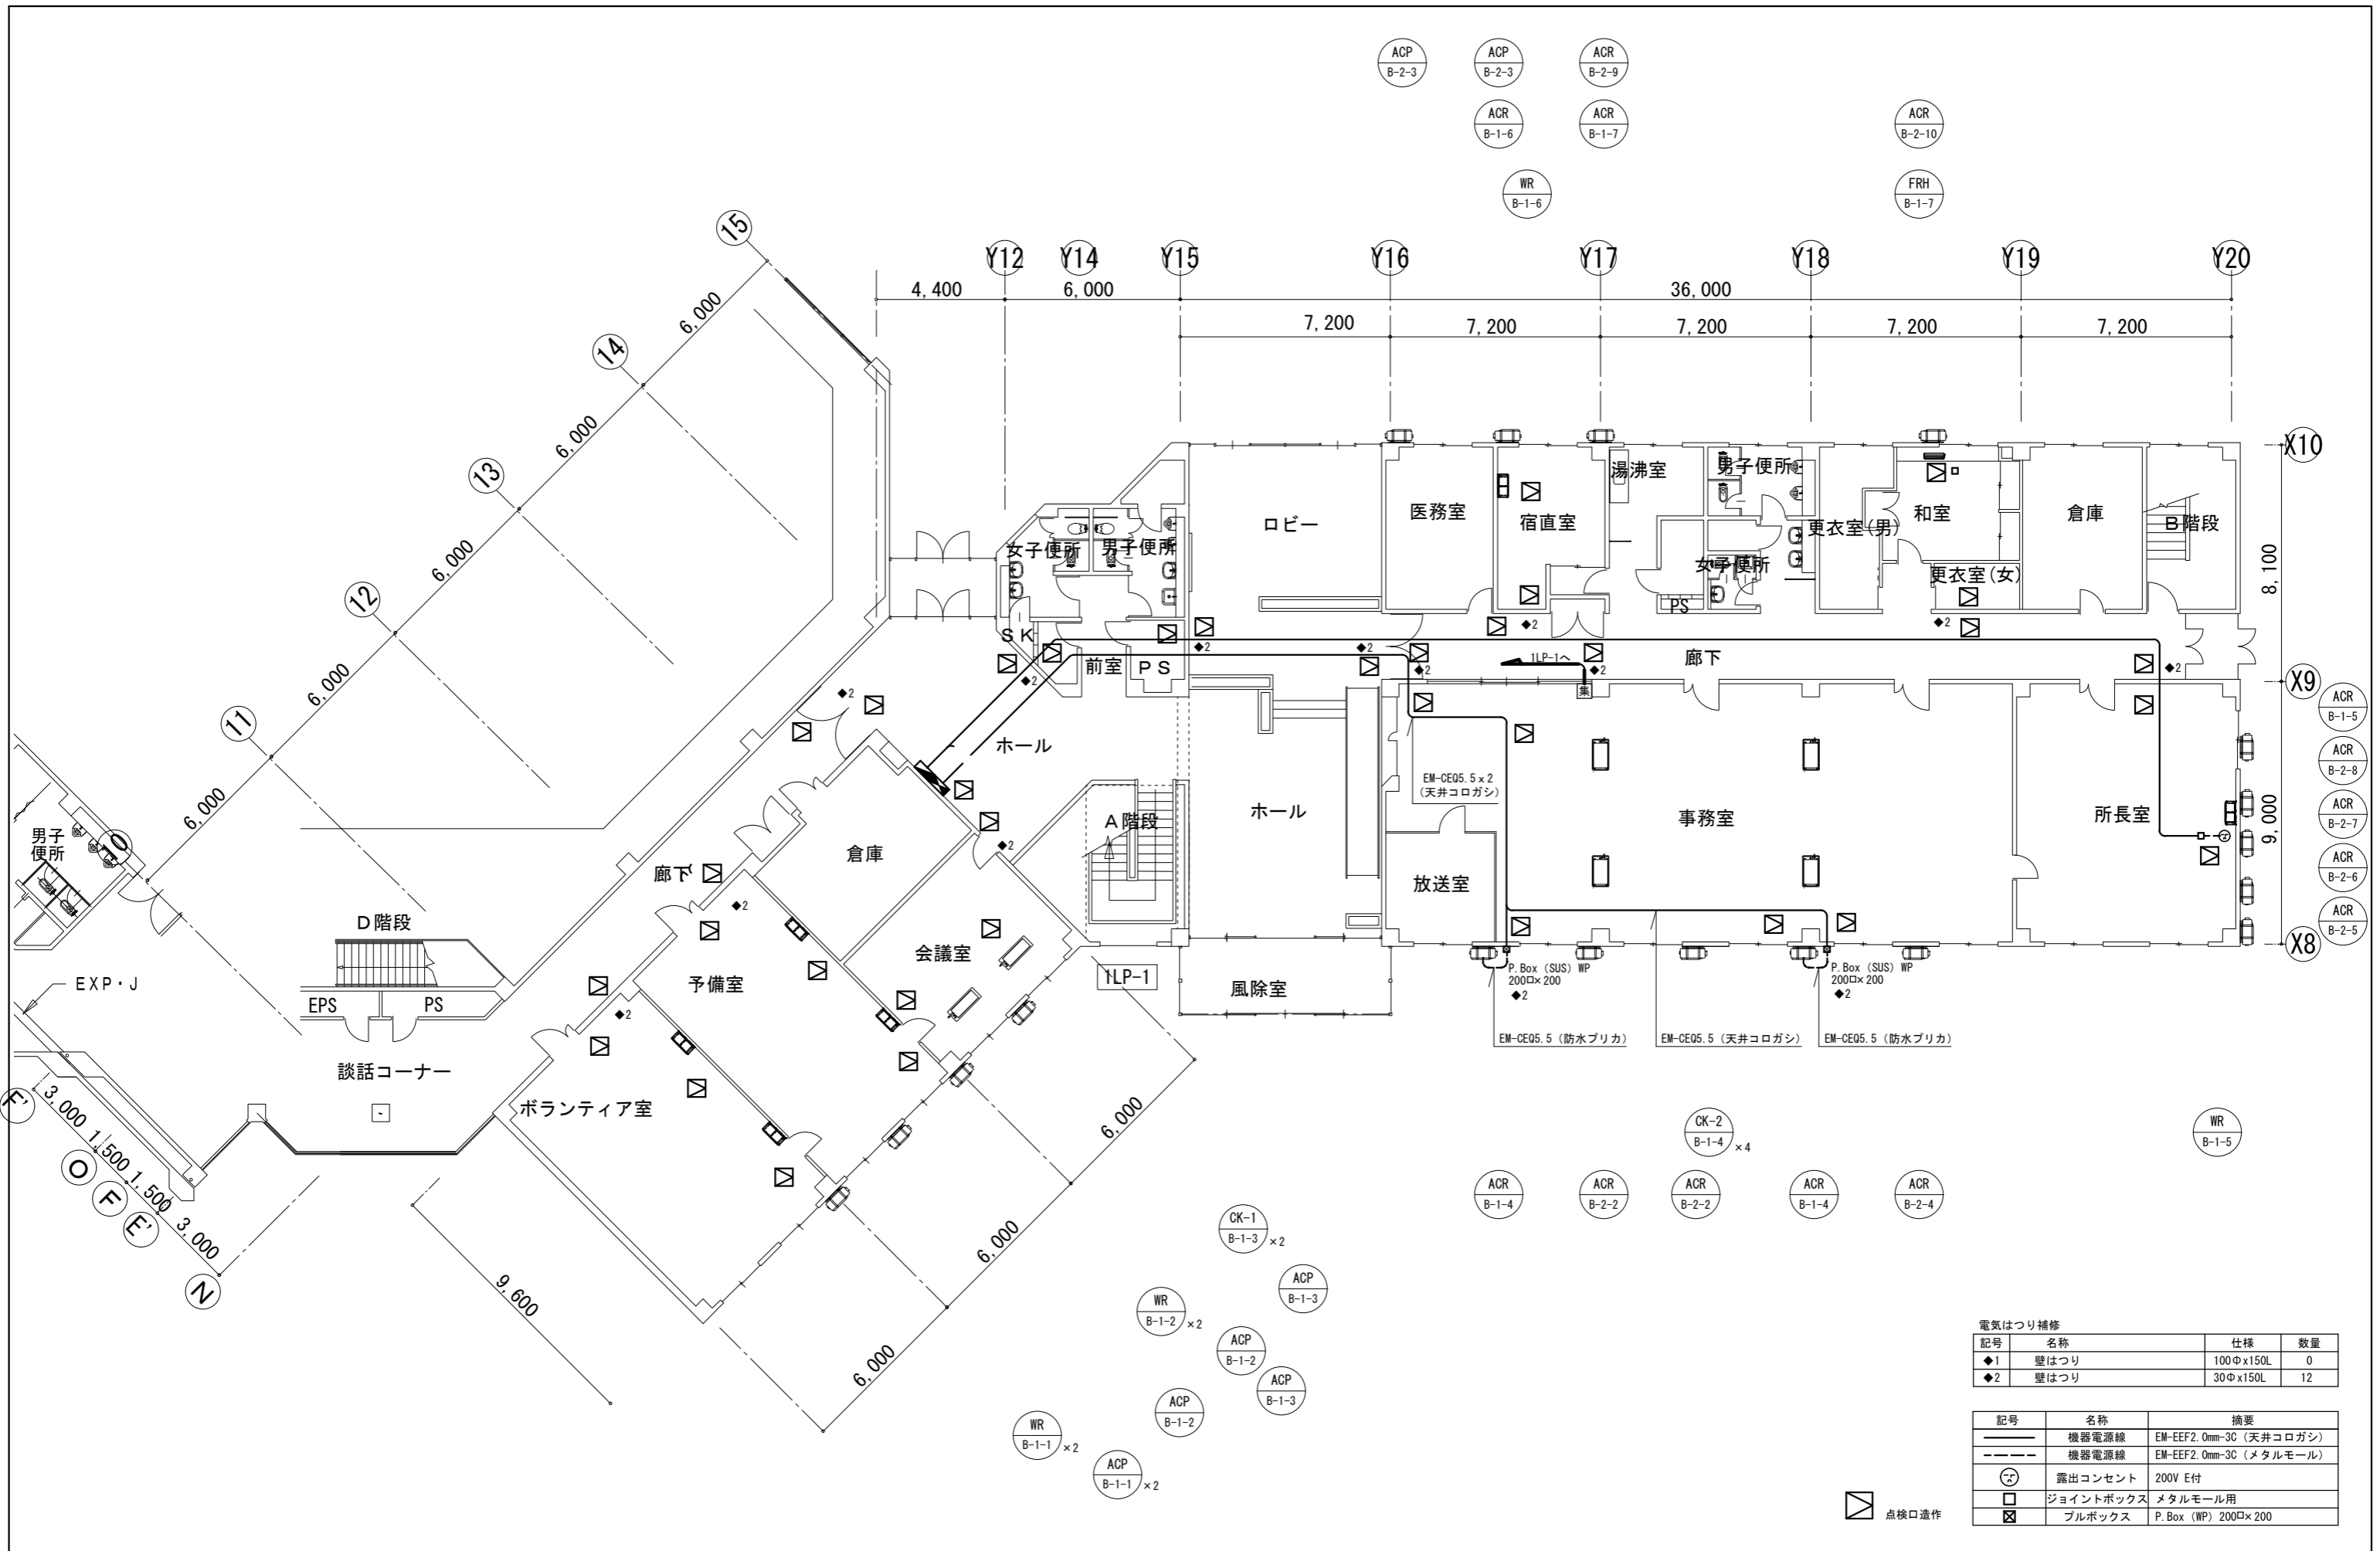 ACP
B-2-3
ACP
B-2-3
ACR
B-2-9
ACR
B-1-6
ACR
B-1-7
ACR
B-2-10
WR
B-1-6
FRH
B-1-7
15
14
13
12
11
Y12
Y14
Y15
Y16
Y17
Y18
Y19
Y20
4,400
6,000
36,000
7,200
7,200
7,200
7,200
7,200
6,000
6,000
6,000
6,000
6,000
X10
8,100
X9
9,000
X8
ロビー
医務室
宿直室
湯沸室
男子便所
女子便所
PS
更衣室(男)
和室
更衣室(女)
倉庫
B階段
女子便所
男子便所
SK
前室
PS
廊下
1LP-1へ
集
◆2
◆2
◆2
◆2
◆2
◆2
◆2
◆2
◆2
◆2
◆2
◆2
◆2
◆2
ホール
ホール
A階段
EM-CEQ5.5×2
(天井コロガシ)
事務室
所長室
放送室
風除室
1LP-1
倉庫
会議室
予備室
廊下
ボランティア室
談話コーナー
D階段
EPS
PS
EXP・J
男子
便所
P.Box (SUS) WP
200□×200
◆2
P.Box (SUS) WP
200□×200
◆2
EM-CEQ5.5 (防水プリカ)
EM-CEQ5.5 (天井コロガシ)
EM-CEQ5.5 (防水プリカ)
ACR
B-1-5
ACR
B-2-8
ACR
B-2-7
ACR
B-2-6
ACR
B-2-5
F'
O
F
E'
N
3,000
1,500
1,500
3,000
9,600
6,000
6,000
6,000
CK-2
B-1-4
×4
WR
B-1-5
ACR
B-1-4
ACR
B-2-2
ACR
B-2-2
ACR
B-1-4
ACR
B-2-4
CK-1
B-1-3
×2
ACP
B-1-3
WR
B-1-2
×2
ACP
B-1-2
ACP
B-1-3
ACP
B-1-2
WR
B-1-1
×2
ACP
B-1-1
×2
電気はつり補修
記号 名称 仕様 数量
◆1 壁はつり 100Φx150L 0
◆2 壁はつり 30Φx150L 12
記号 名称 摘要
機器電源線 EM-EEF2.0mm-3C (天井コロガシ)
機器電源線 EM-EEF2.0mm-3C (メタルモール)
露出コンセント 200V E付
ジョイントボックス メタルモール用
プルボックス P.Box (WP) 200□×200
点検口造作